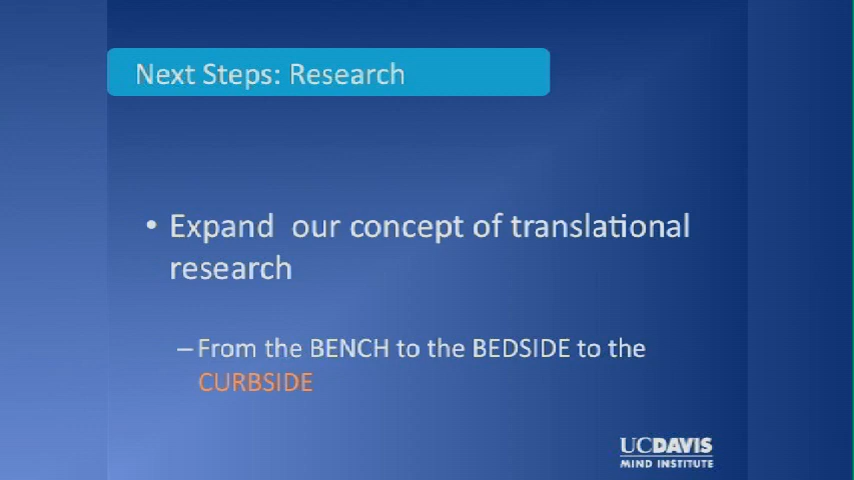 Next Steps: Research
• Expand our concept of translational
research
– From the BENCH to the BEDSIDE to the
CURBSIDE
UCDAVIS
MIND INSTITUTE